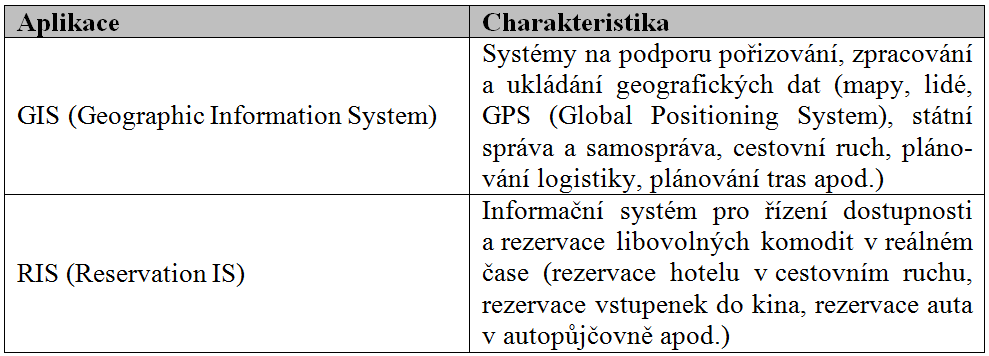 Aplikace Charakteristika
GIS (Geographic Information System)
Systémy na podporu pořizování, zpracování
a ukládání geografických dat (mapy, lidé,
GPS (Global Positioning System), státní
správa a samospráva, cestovní ruch, pláno-
vání logistiky, plánování tras apod.)
RIS (Reservation IS)
Informační systém pro řízení dostupnosti
a rezervace libovolných komodit v reálném
čase (rezervace hotelu v cestovním ruchu,
rezervace vstupenek do kina, rezervace auta
v autopůjčovně apod.)